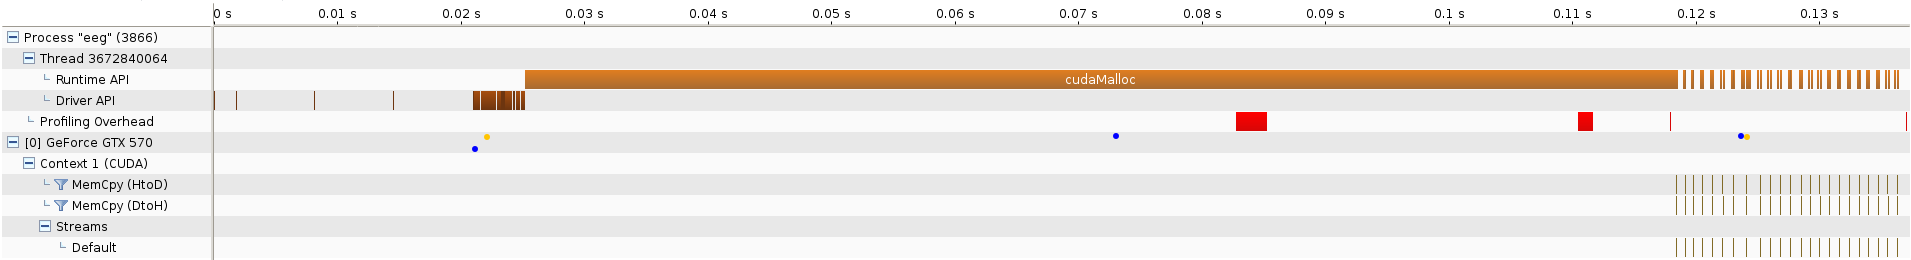 0 s 0.01 s 0.02 s 0.03 s 0.04 s 0.05 s 0.06 s 0.07 s 0.08 s 0.09 s 0.1 s 0.11 s 0.12 s 0.13 s
Process "eeg" (3866)
Thread 3672840064
Runtime API cudaMalloc
Driver API
Profiling Overhead
[0] GeForce GTX 570
Context 1 (CUDA)
MemCpy (HtoD)
MemCpy (DtoH)
Streams
Default